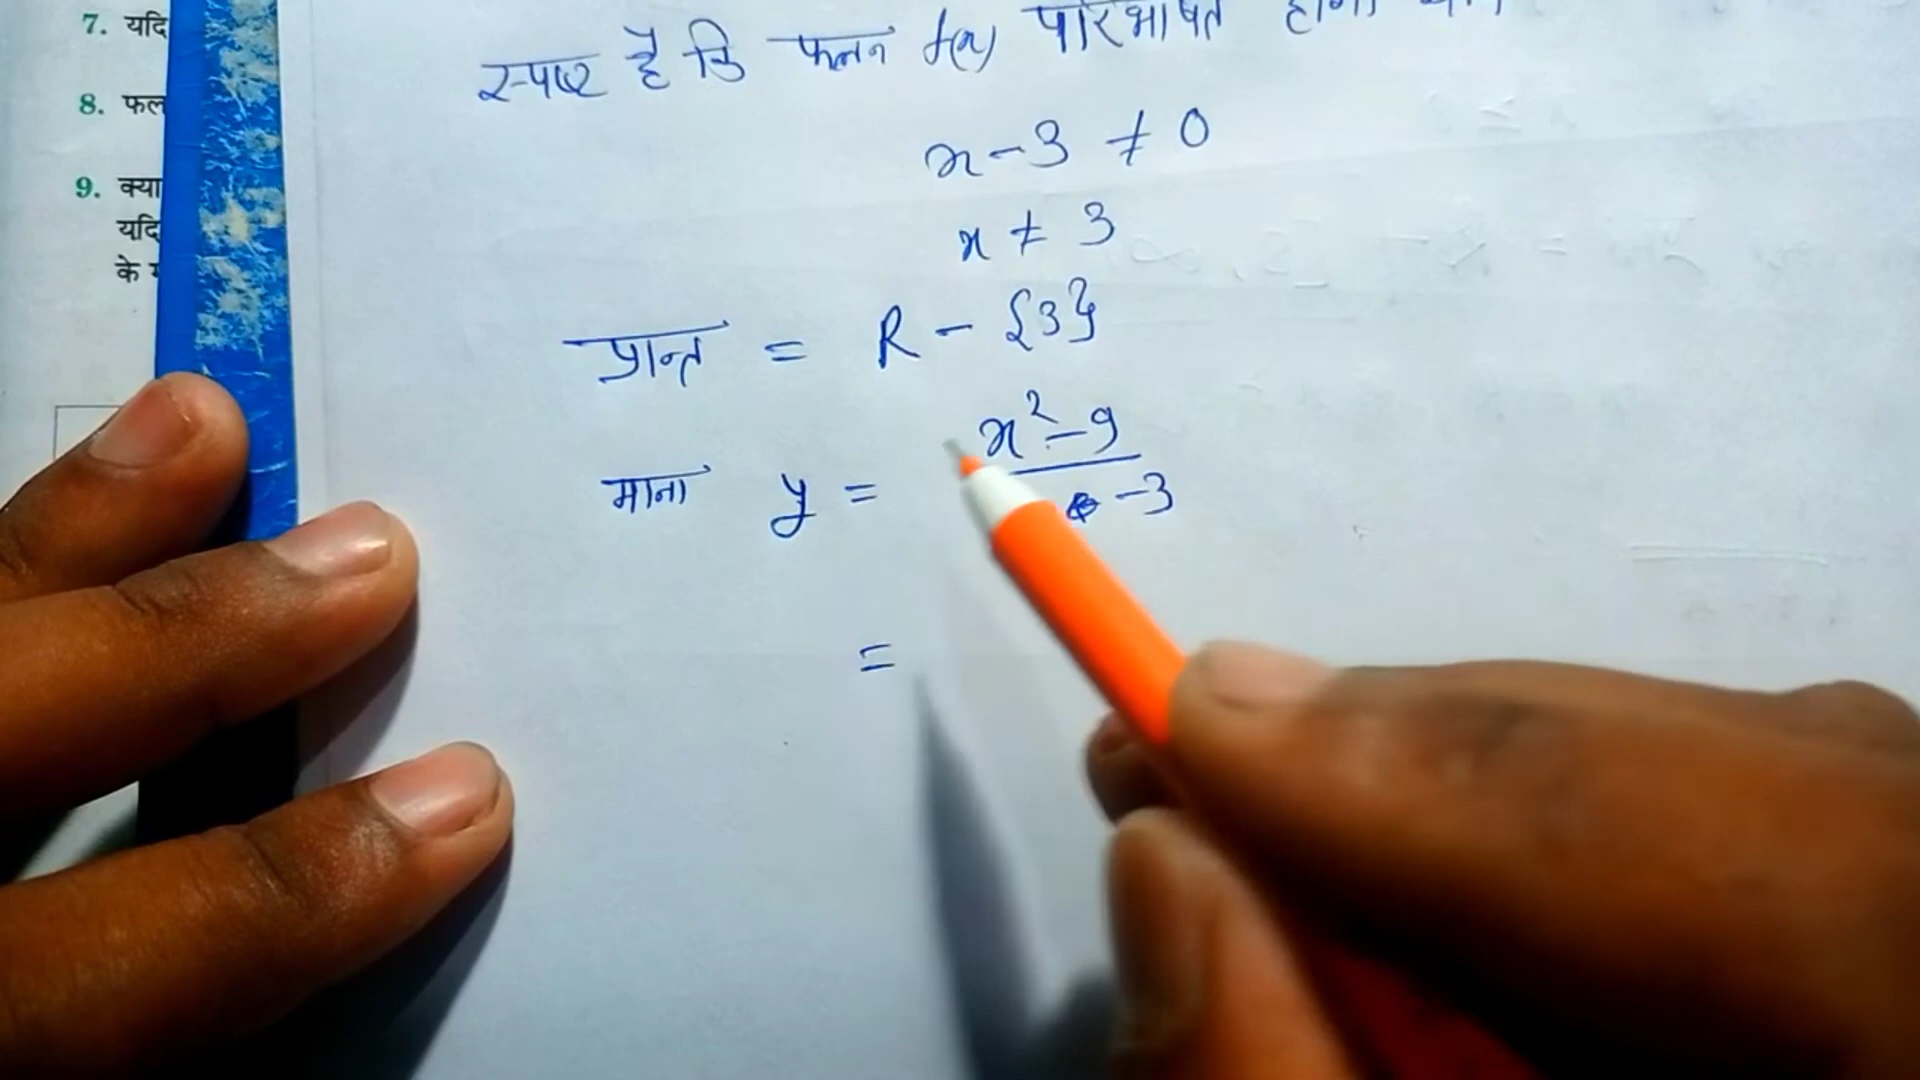 7. यदि
8. फल
9. क्या
यदि
के
स्पष्ट है कि फलन f(x) परिभाषित होगा
x - 3 ≠ 0
x ≠ 3
प्रान्त = R - {3}
माना y = x² - 9 / - 3
=